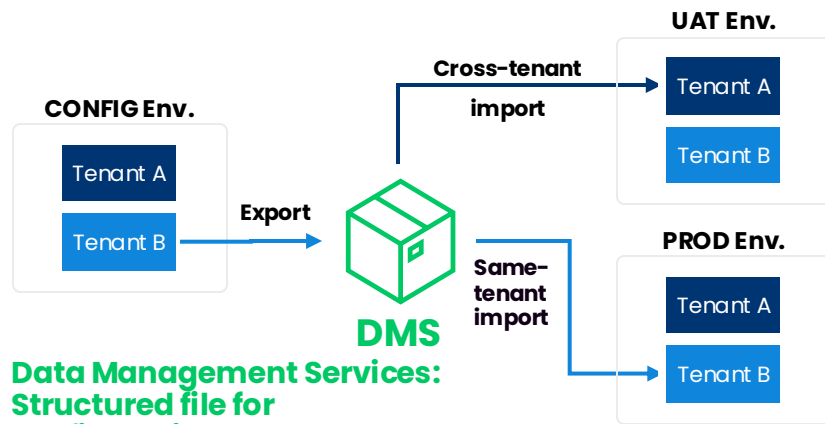 UAT Env.
Cross-tenant
import
Tenant A
Tenant B
CONFIG Env.
Tenant A
Tenant B
Export
PROD Env.
Same-
tenant
import
Tenant A
Tenant B
DMS
Data Management Services:
Structured file for